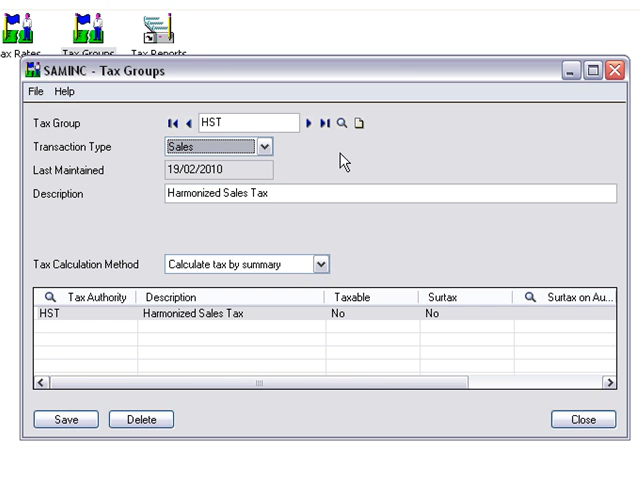 ax Rates Tax Groups Tax Reports
SAMINC - Tax Groups
File Help
Tax Group HST
Transaction Type Sales
Last Maintained 19/02/2010
Description Harmonized Sales Tax
Tax Calculation Method Calculate tax by summary
Tax Authority Description Taxable Surtax Surtax on Au...
HST Harmonized Sales Tax No No
Save Delete Close